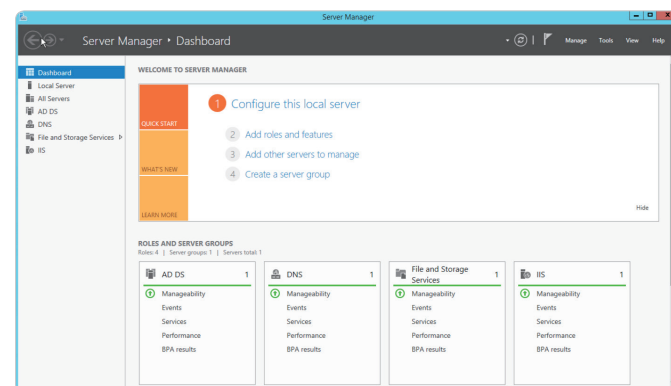 Server Manager
Server Manager • Dashboard
Manage Tools View Help
Dashboard
Local Server
All Servers
AD DS
DNS
File and Storage Services
IIS
WELCOME TO SERVER MANAGER
QUICK START
WHAT'S NEW
LEARN MORE
1 Configure this local server
2 Add roles and features
3 Add other servers to manage
4 Create a server group
Hide
ROLES AND SERVER GROUPS
Roles: 4 | Server groups: 1 | Servers total: 1
AD DS 1
Manageability
Events
Services
Performance
BPA results
DNS 1
Manageability
Events
Services
Performance
BPA results
File and Storage
Services 1
Manageability
Events
Services
Performance
BPA results
IIS 1
Manageability
Events
Services
Performance
BPA results